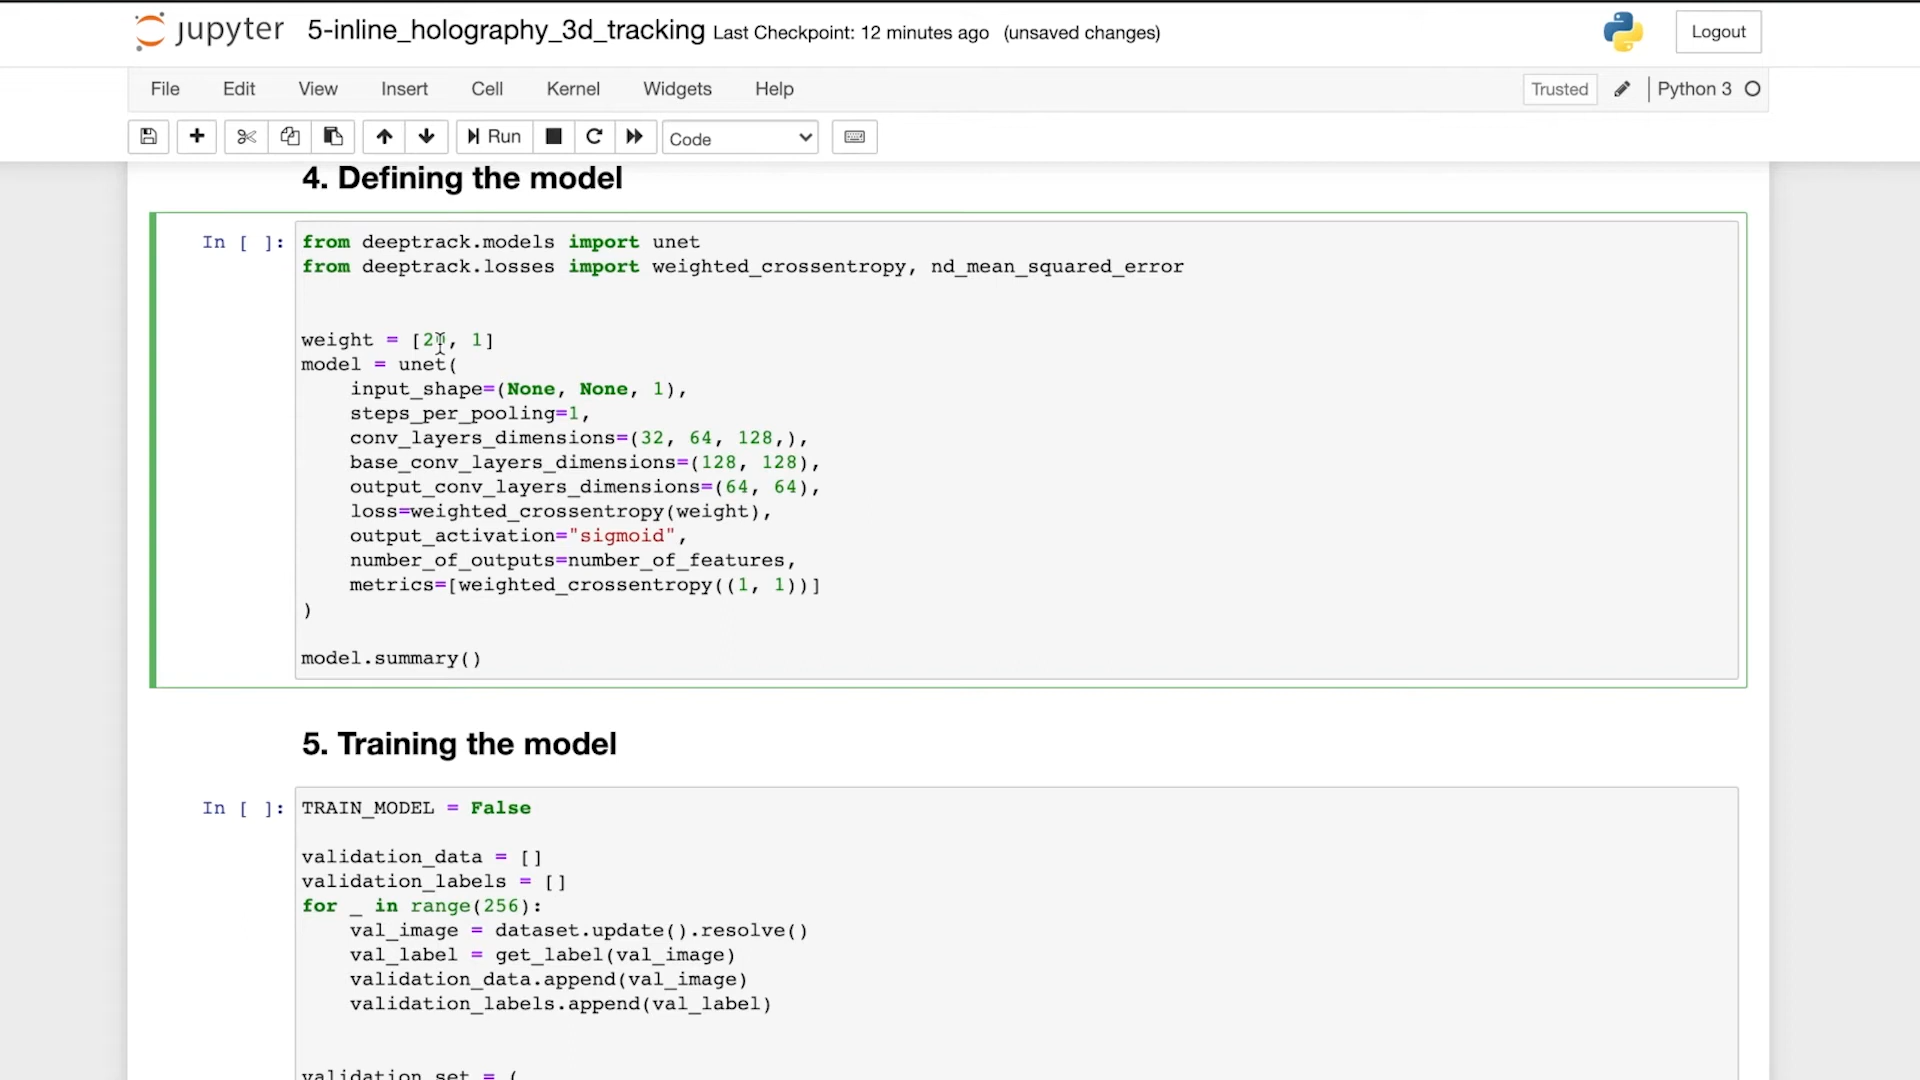 jupyter 5-inline_holography_3d_tracking Last Checkpoint: 12 minutes ago (unsaved changes) Logout
File Edit View Insert Cell Kernel Widgets Help Trusted Python 3
Run Code
4. Defining the model
In [ ]: from deeptrack.models import unet
from deeptrack.losses import weighted_crossentropy, nd_mean_squared_error
weight = [ , 1]
model = unet(
input_shape=(None, None, 1),
steps_per_pooling=1,
conv_layers_dimensions=(32, 64, 128,),
base_conv_layers_dimensions=(128, 128),
output_conv_layers_dimensions=(64, 64),
loss=weighted_crossentropy(weight),
output_activation="sigmoid",
number_of_outputs=number_of_features,
metrics=[weighted_crossentropy((1, 1))]
)
model.summary()
5. Training the model
In [ ]: TRAIN_MODEL = False
validation_data = []
validation_labels = []
for _ in range(256):
val_image = dataset.update().resolve()
val_label = get_label(val_image)
validation_data.append(val_image)
validation_labels.append(val_label)
validation_set = (